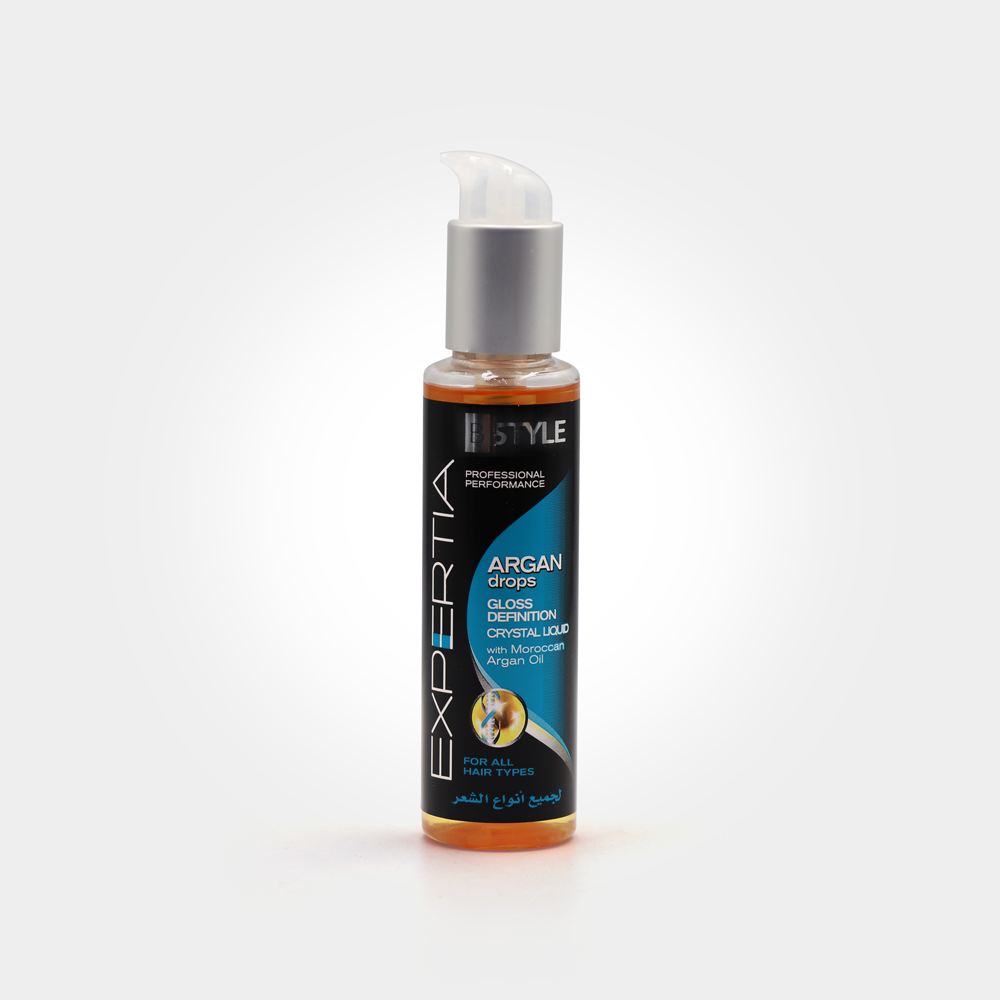 B STYLE
PROFESSIONAL
PERFORMANCE
EXPERTIA
ARGAN
drops
GLOSS
DEFINITION
CRYSTAL LIQUID
with Moroccan
Argan Oil
FOR ALL
HAIR TYPES
لجميع أنواع الشعر